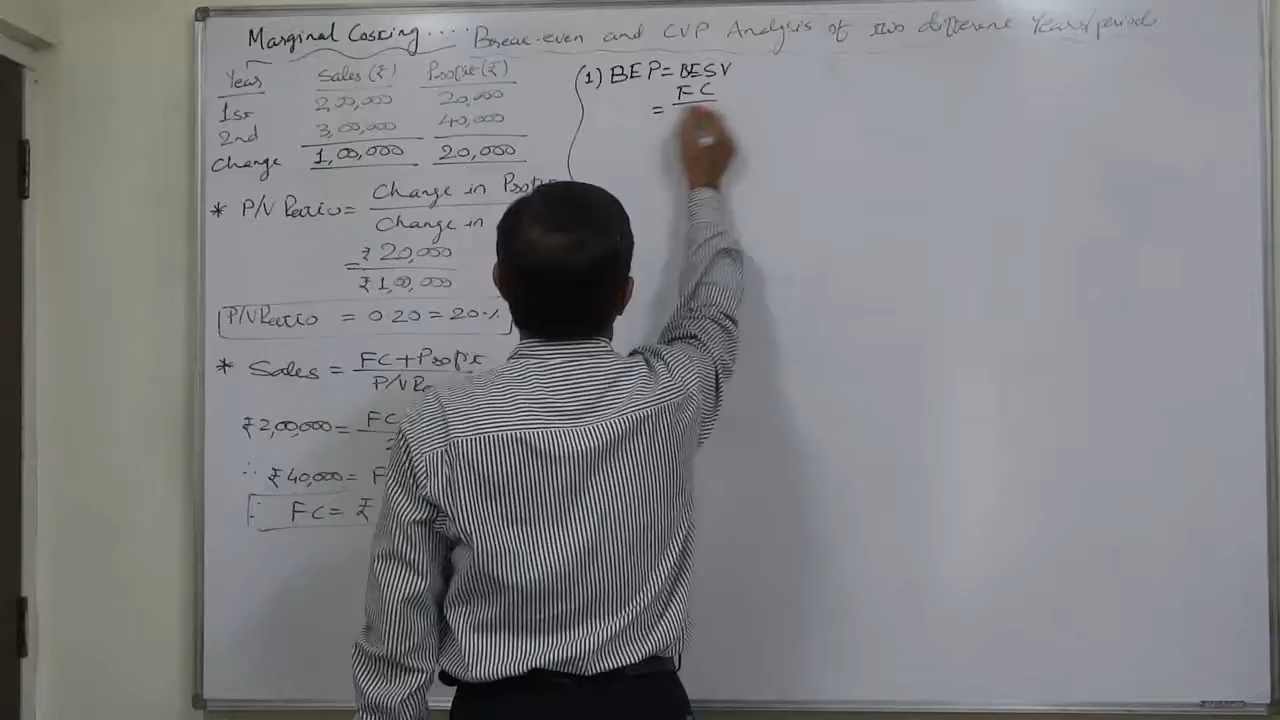 Marginal Costing.... Break-even and CVP Analysis of two different Years/periods
Year Sales (₹) Profit (₹)
1st 2,00,000 20,000
2nd 3,00,000 40,000
Change 1,00,000 20,000
* P/V Ratio = Change in Profit
Change in
= ₹ 20,000
₹ 1,00,000
P/V Ratio = 0.20 = 20%
* Sales = FC + Profit
P/V Ra
₹2,00,000 = FC
2
∴ ₹40,000 = F
∴ FC = ₹
(1) BEP = BESV
= FC